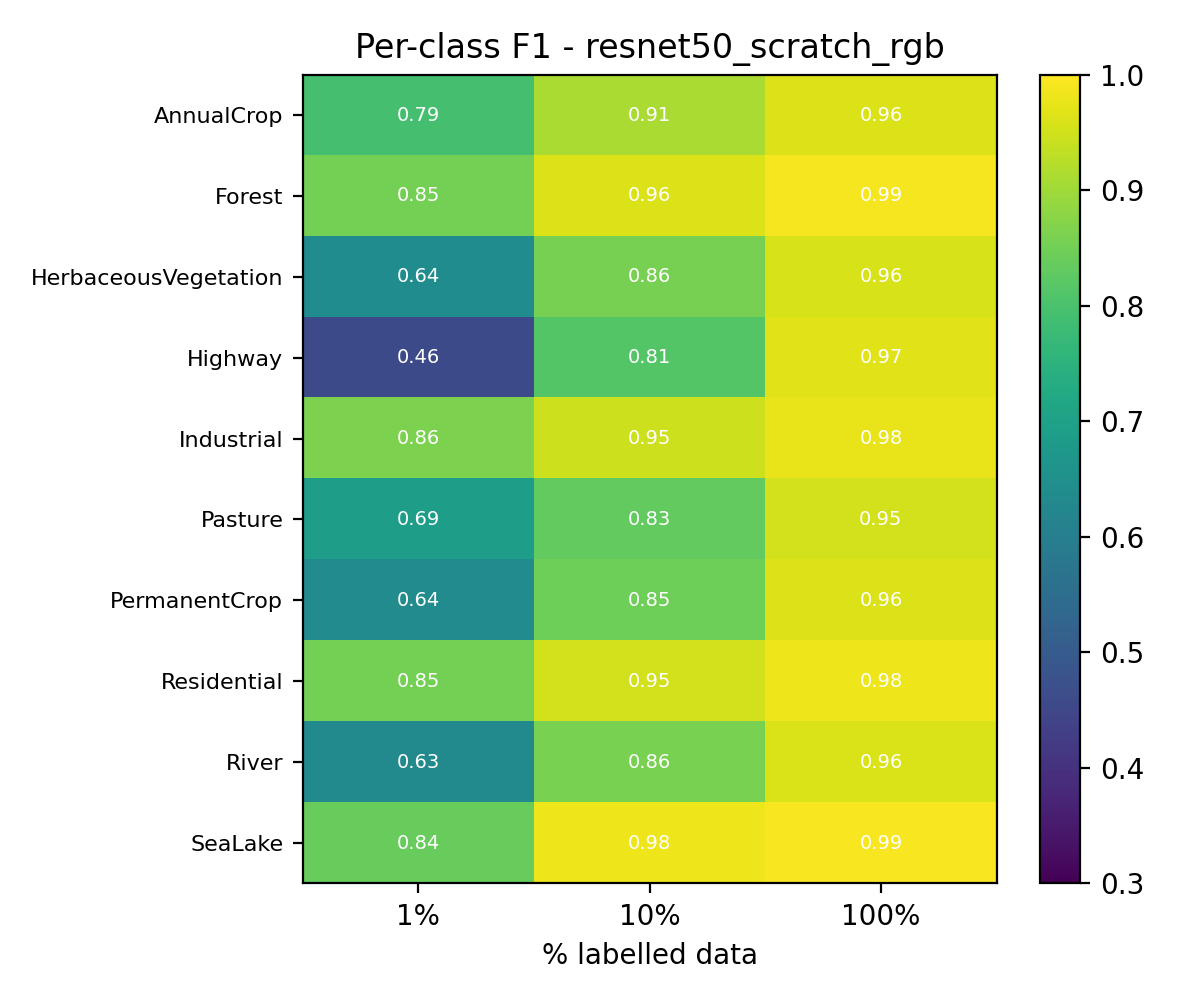 Per-class F1 - resnet50_scratch_rgb
AnnualCrop 0.79 0.91 0.96
Forest 0.85 0.96 0.99
HerbaceousVegetation 0.64 0.86 0.96
Highway 0.46 0.81 0.97
Industrial 0.86 0.95 0.98
Pasture 0.69 0.83 0.95
PermanentCrop 0.64 0.85 0.96
Residential 0.85 0.95 0.98
River 0.63 0.86 0.96
SeaLake 0.84 0.98 0.99
1% 10% 100%
% labelled data
1.0
0.9
0.8
0.7
0.6
0.5
0.4
0.3